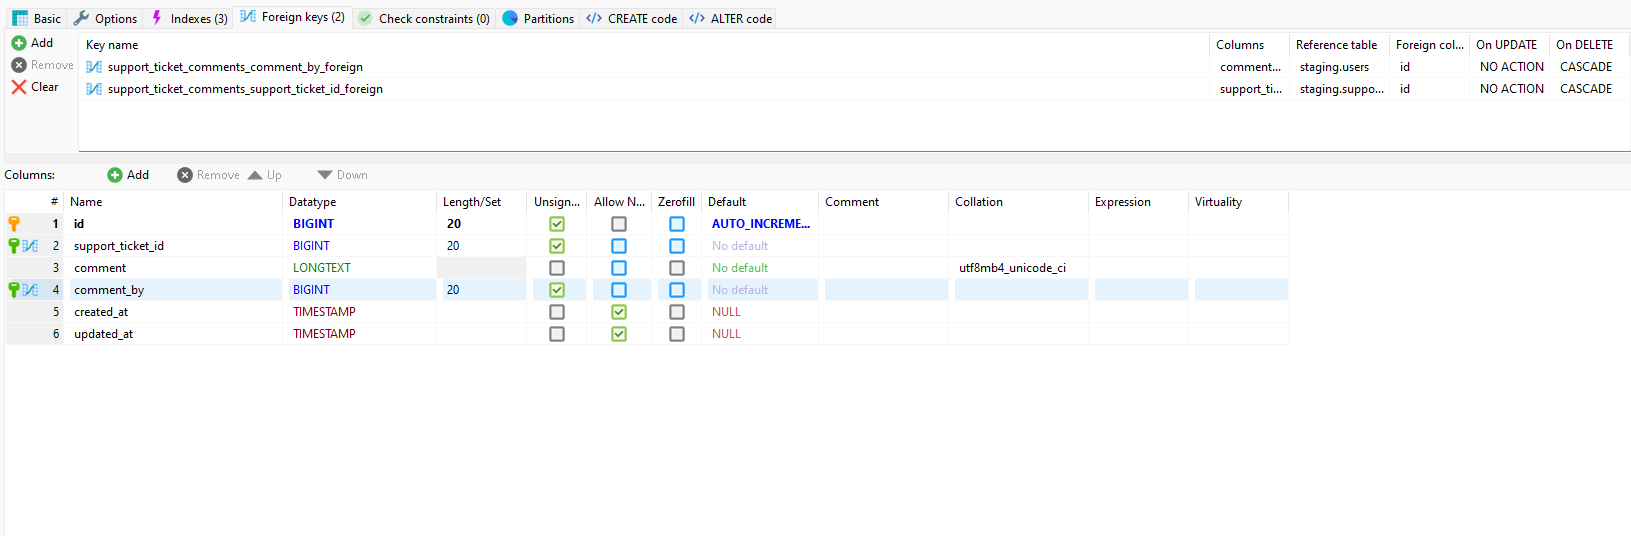 Basic Options Indexes (3) Foreign keys (2) Check constraints (0) Partitions CREATE code ALTER code
Add
Remove
Clear
Key name Columns Reference table Foreign col... On UPDATE On DELETE
support_ticket_comments_comment_by_foreign comment... staging.users id NO ACTION CASCADE
support_ticket_comments_support_ticket_id_foreign support_ti... staging.suppo... id NO ACTION CASCADE
Columns: Add Remove Up Down
# Name Datatype Length/Set Unsign... Allow N... Zerofill Default Comment Collation Expression Virtuality
1 id BIGINT 20 AUTO_INCREME...
2 support_ticket_id BIGINT 20 No default
3 comment LONGTEXT No default utf8mb4_unicode_ci
4 comment_by BIGINT 20 No default
5 created_at TIMESTAMP NULL
6 updated_at TIMESTAMP NULL